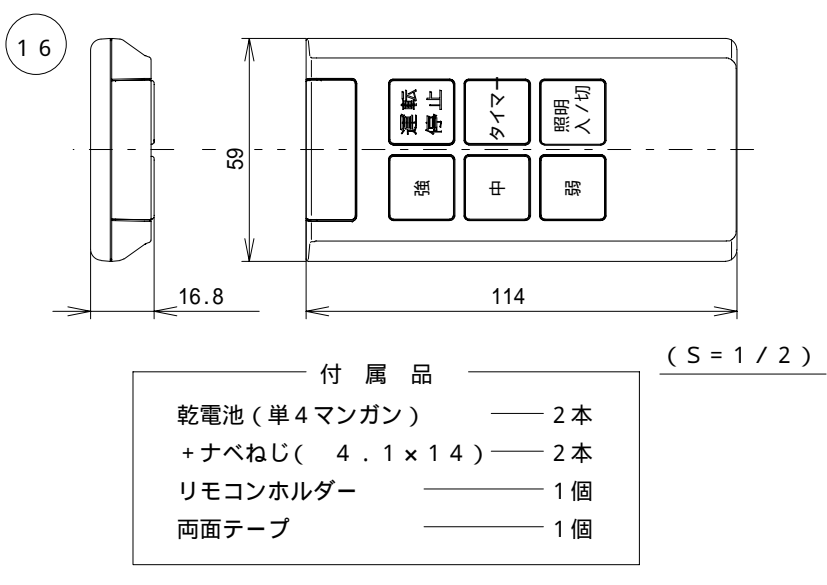 16
運転
停止
タイマー
照明
入/切
強
中
弱
59
16.8
114
(S=1/2)
付属品
乾電池(単4マンガン) 2本
+ナベねじ( 4.1×14) 2本
リモコンホルダー 1個
両面テープ 1個